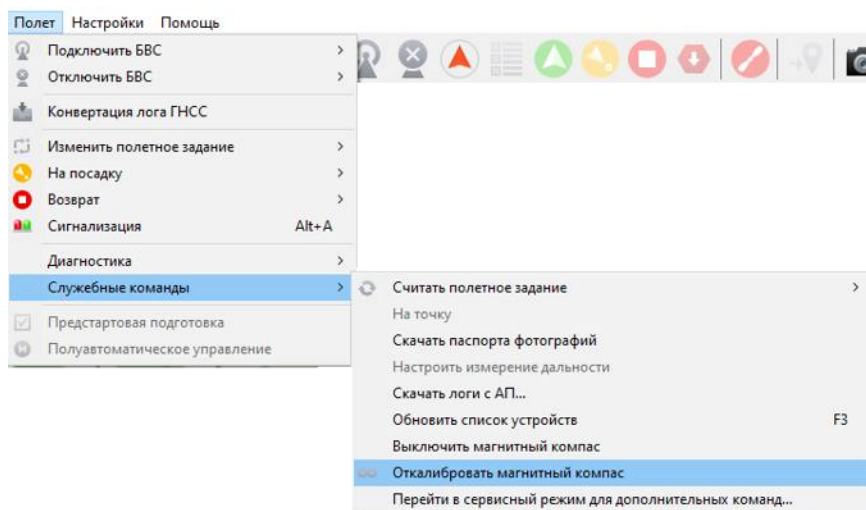 Полет Настройки Помощь
Подключить БВС
Отключить БВС
Конвертация лога ГНСС
Изменить полетное задание
На посадку
Возврат
Сигнализация Alt+A
Диагностика
Служебные команды
Предстартовая подготовка
Полуавтоматическое управление
Считать полетное задание
На точку
Скачать паспорта фотографий
Настроить измерение дальности
Скачать логи с АП...
Обновить список устройств F3
Выключить магнитный компас
Откалибровать магнитный компас
Перейти в сервисный режим для дополнительных команд...